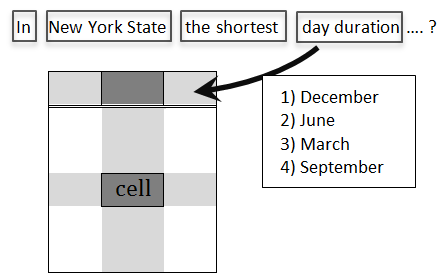 In New York State the shortest day duration .... ?
1) December
2) June
3) March
4) September
cell